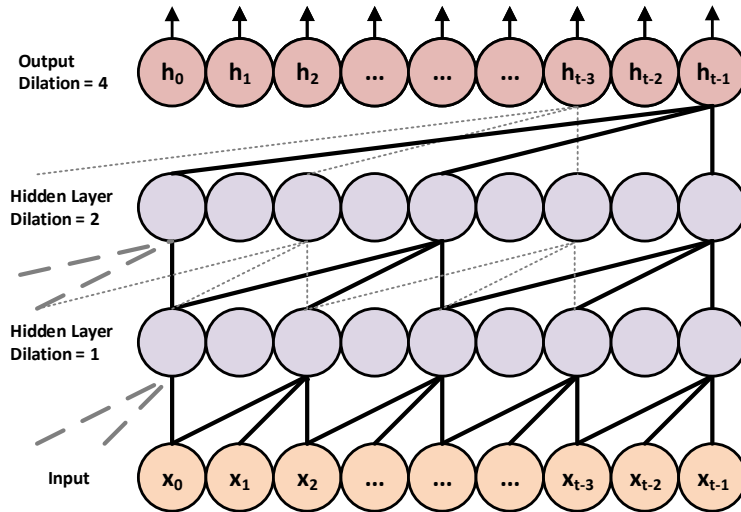 Output
Dilation = 4
h0 h1 h2 ... ... ... ht-3 ht-2 ht-1
Hidden Layer
Dilation = 2
Hidden Layer
Dilation = 1
Input
x0 x1 x2 ... ... ... xt-3 xt-2 xt-1